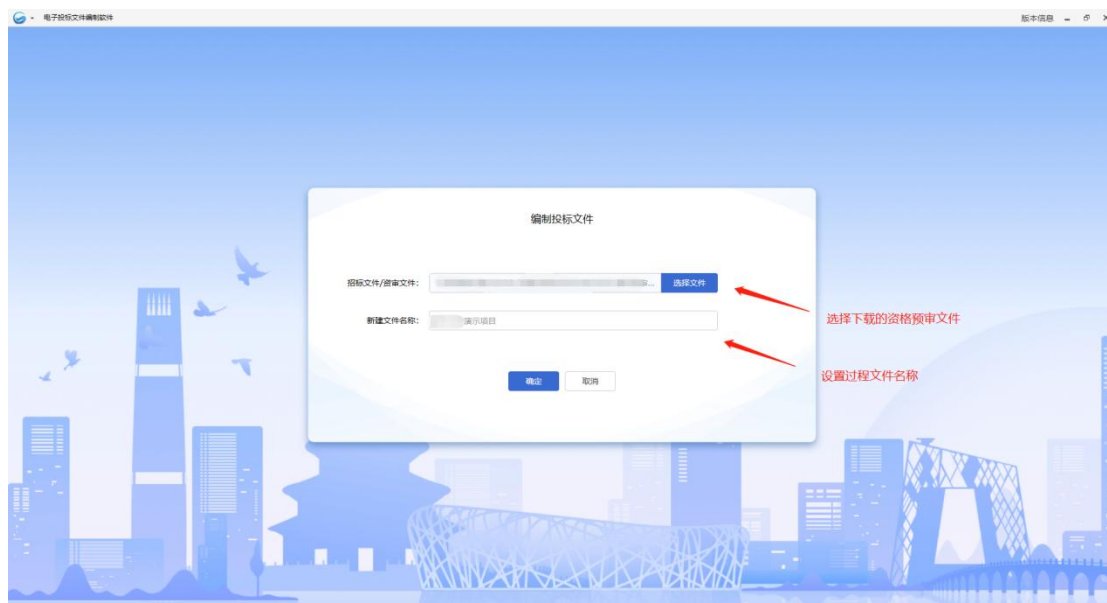 电子投标文件编制软件
版本信息
编制投标文件
招标文件/资审文件:
选择文件
选择下载的资格预审文件
新建文件名称:
演示项目
设置过程文件名称
确定
取消